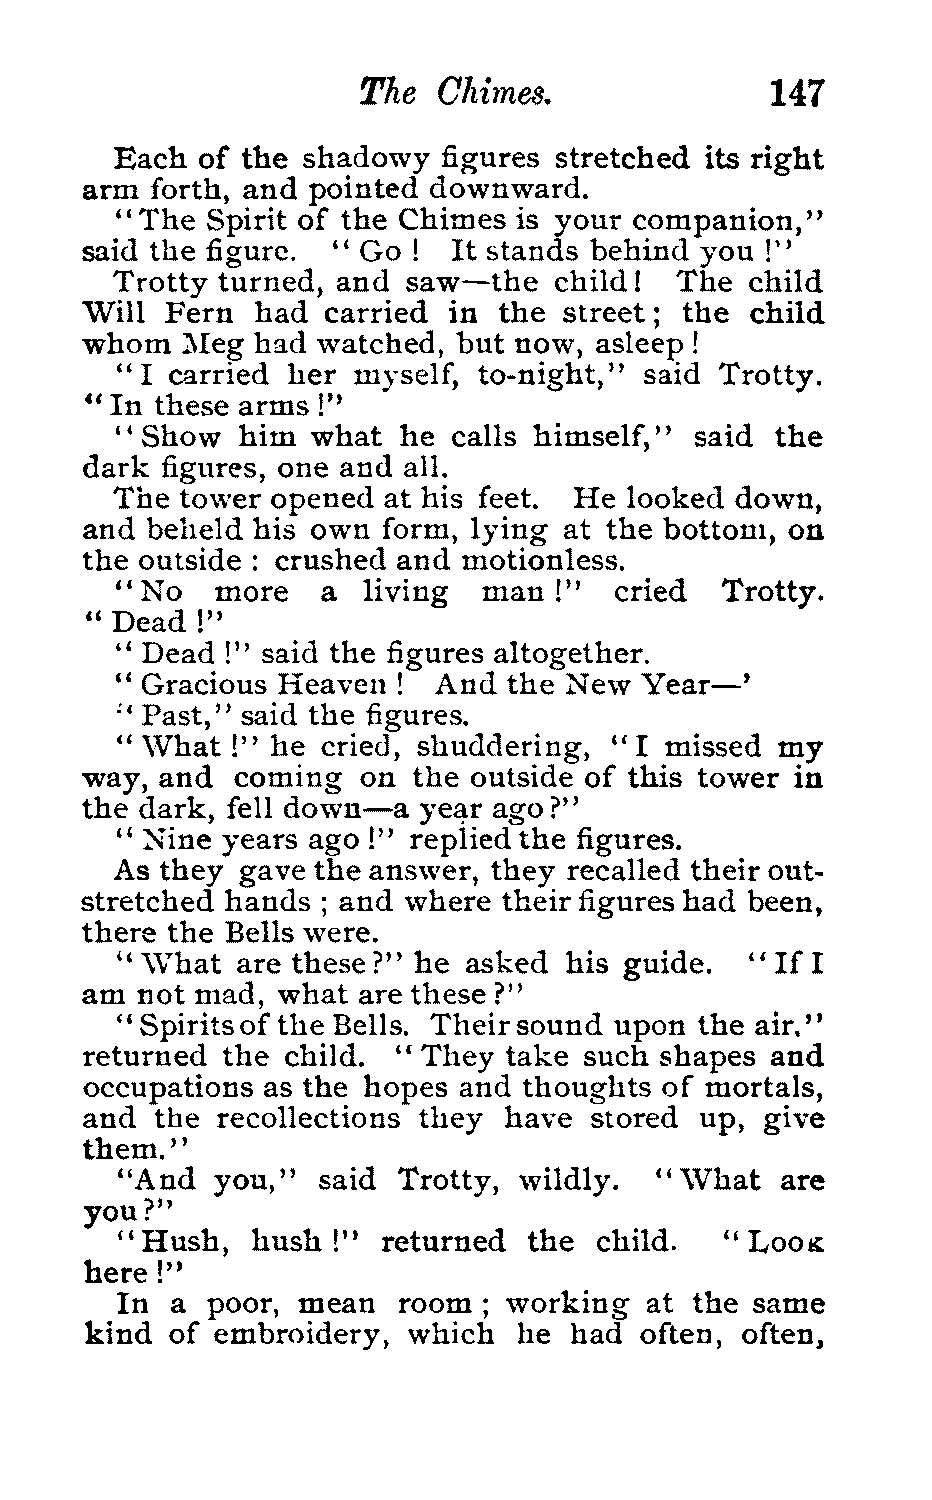 The Chimes. 147
Each of the shadowy figures stretched its right
arm forth, and pointed downward.
"The Spirit of the Chimes is your companion,"
said the figure. "Go! It stands behind you!"
Trotty turned, and saw—the child! The child
Will Fern had carried in the street; the child
whom Meg had watched, but now, asleep!
"I carried her myself, to-night," said Trotty.
"In these arms!"
"Show him what he calls himself," said the
dark figures, one and all.
The tower opened at his feet. He looked down,
and beheld his own form, lying at the bottom, on
the outside: crushed and motionless.
"No more a living man!" cried Trotty.
"Dead!"
"Dead!" said the figures altogether.
"Gracious Heaven! And the New Year—'
"Past," said the figures.
"What!" he cried, shuddering, "I missed my
way, and coming on the outside of this tower in
the dark, fell down—a year ago?"
"Nine years ago!" replied the figures.
As they gave the answer, they recalled their out-
stretched hands; and where their figures had been,
there the Bells were.
"What are these?" he asked his guide. "If I
am not mad, what are these?"
"Spirits of the Bells. Their sound upon the air."
returned the child. "They take such shapes and
occupations as the hopes and thoughts of mortals,
and the recollections they have stored up, give
them."
"And you," said Trotty, wildly. "What are
you?"
"Hush, hush!" returned the child. "Look
here!"
In a poor, mean room; working at the same
kind of embroidery, which he had often, often,